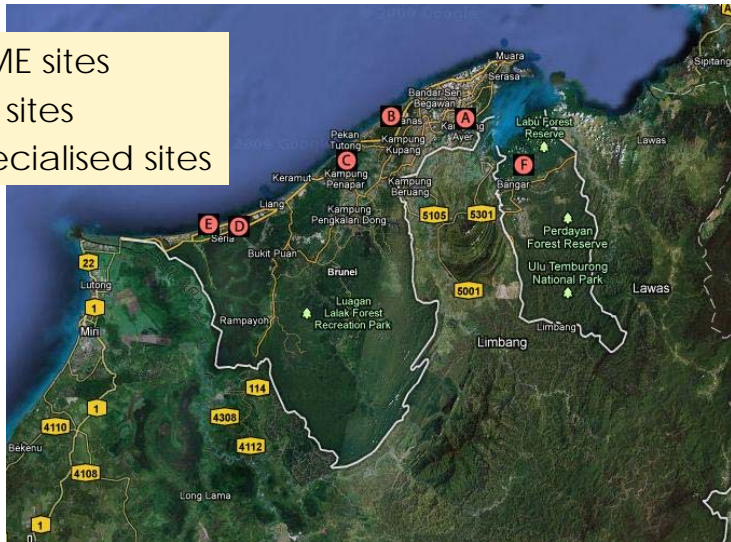 ME sites
sites
ecialised sites
© 2009 Google
A
Muara
Serasa
Sipitang
Bandar Seri
Begawan
B
A
Ayer
Labu Forest
Reserve
Lawas
Pekan
Tutong
Kampung
Kupang
C
F
Keramut
Kampung
Penapar
Kampung
Beruang
Bangar
Liang
Kampung
Pengkalan Dong
5105
5301
E
D
Seria
Perdayan
Forest Reserve
Bukit Puan
22
Brunei
Ulu Temburong
National Park
Lutong
5001
Lawas
1
Luagan
Lalak Forest
Recreation Park
Rampayoh
Miri
Limbang
Limbang
114
1
4308
4110
4112
Bekenu
4108
Long Lama
1